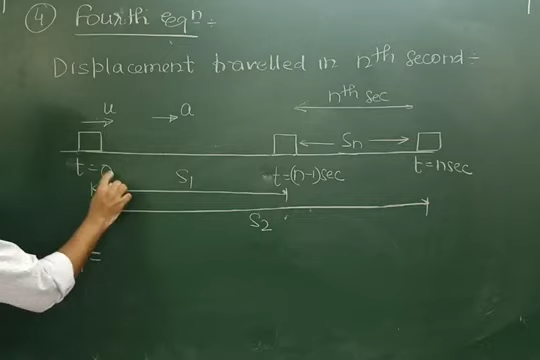 ④ Fourth eqⁿ:-
Displacement travelled in nth second:-
u a nth sec
Sn
t=0 t=(n-1)sec t=nsec
S1
S2
=